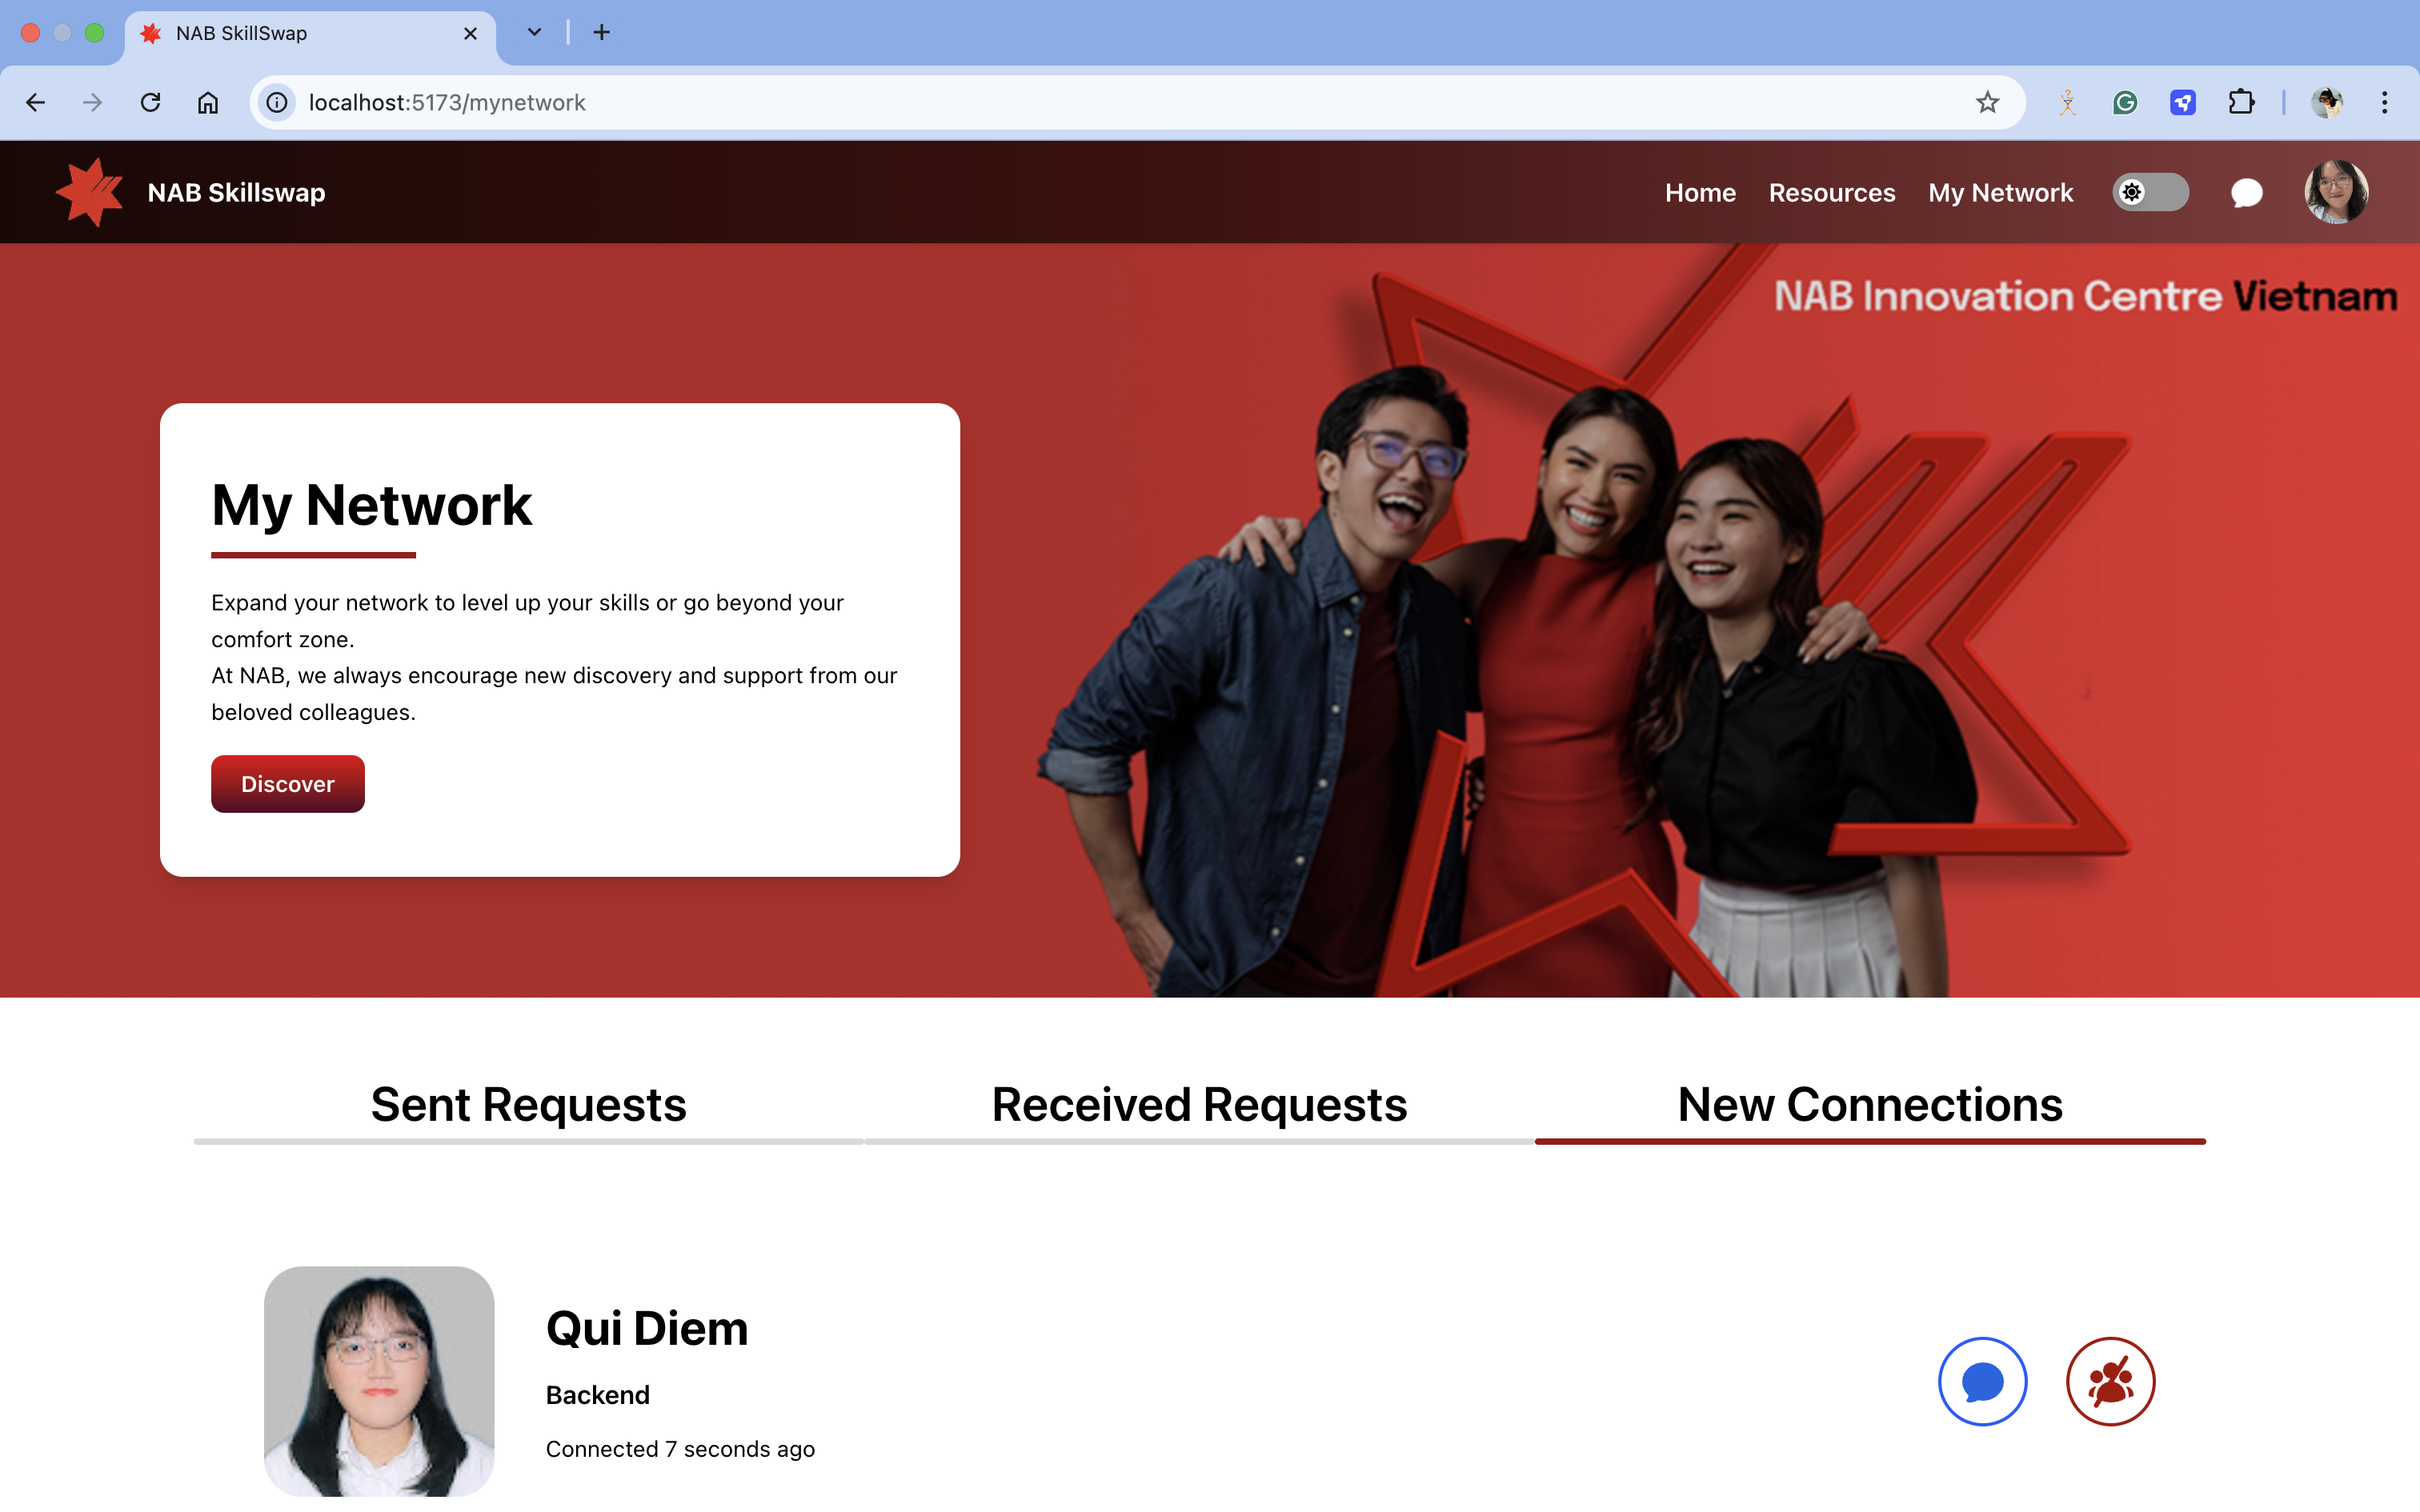 NAB SkillSwap
localhost:5173/mynetwork
NAB Skillswap
Home
Resources
My Network
NAB Innovation Centre Vietnam
My Network
Expand your network to level up your skills or go beyond your
comfort zone.
At NAB, we always encourage new discovery and support from our
beloved colleagues.
Discover
Sent Requests
Received Requests
New Connections
Qui Diem
Backend
Connected 7 seconds ago